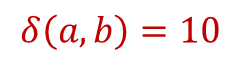 δ(a, b) = 10